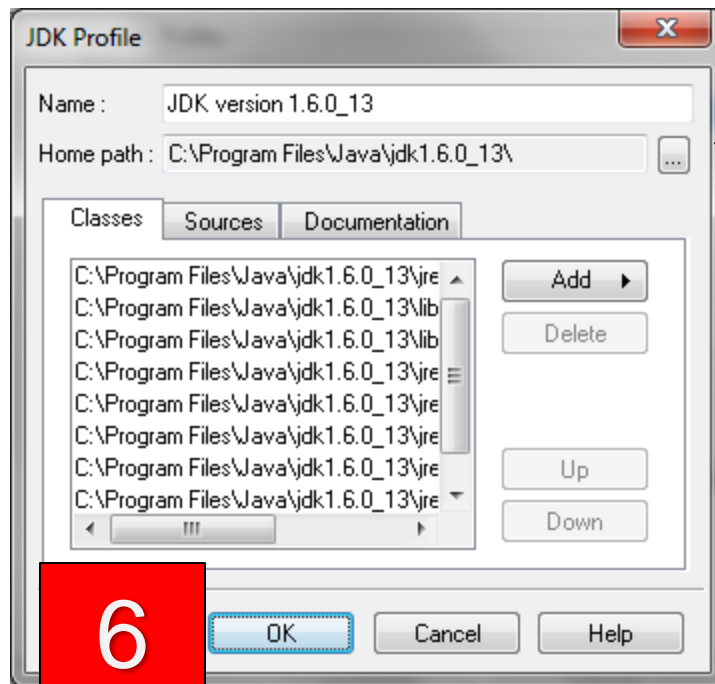 JDK Profile
Name : JDK version 1.6.0_13
Home path : C:\Program Files\Java\jdk1.6.0_13\ ...
Classes Sources Documentation
C:\Program Files\Java\jdk1.6.0_13\jre
C:\Program Files\Java\jdk1.6.0_13\lib
C:\Program Files\Java\jdk1.6.0_13\lib
C:\Program Files\Java\jdk1.6.0_13\jre
C:\Program Files\Java\jdk1.6.0_13\jre
C:\Program Files\Java\jdk1.6.0_13\jre
C:\Program Files\Java\jdk1.6.0_13\jre
C:\Program Files\Java\jdk1.6.0_13\jre
Add
Delete
Up
Down
6
OK Cancel Help